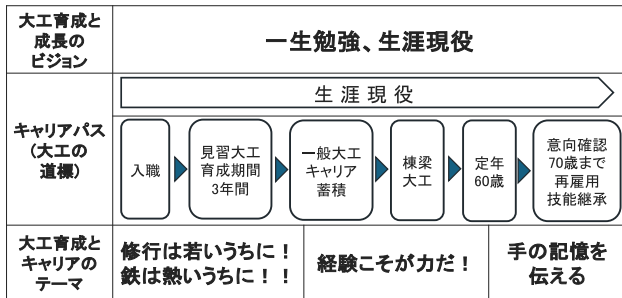 大工育成と
成長の
ビジョン
一生勉強、生涯現役
キャリアパス
(大工の
道標)
生涯現役
入職
見習大工
育成期間
3年間
一般大工
キャリア
蓄積
棟梁
大工
定年
60歳
意向確認
70歳まで
再雇用
技能継承
大工育成と
キャリアの
テーマ
修行は若いうちに！
鉄は熱いうちに！！
経験こそが力だ！
手の記憶を
伝える